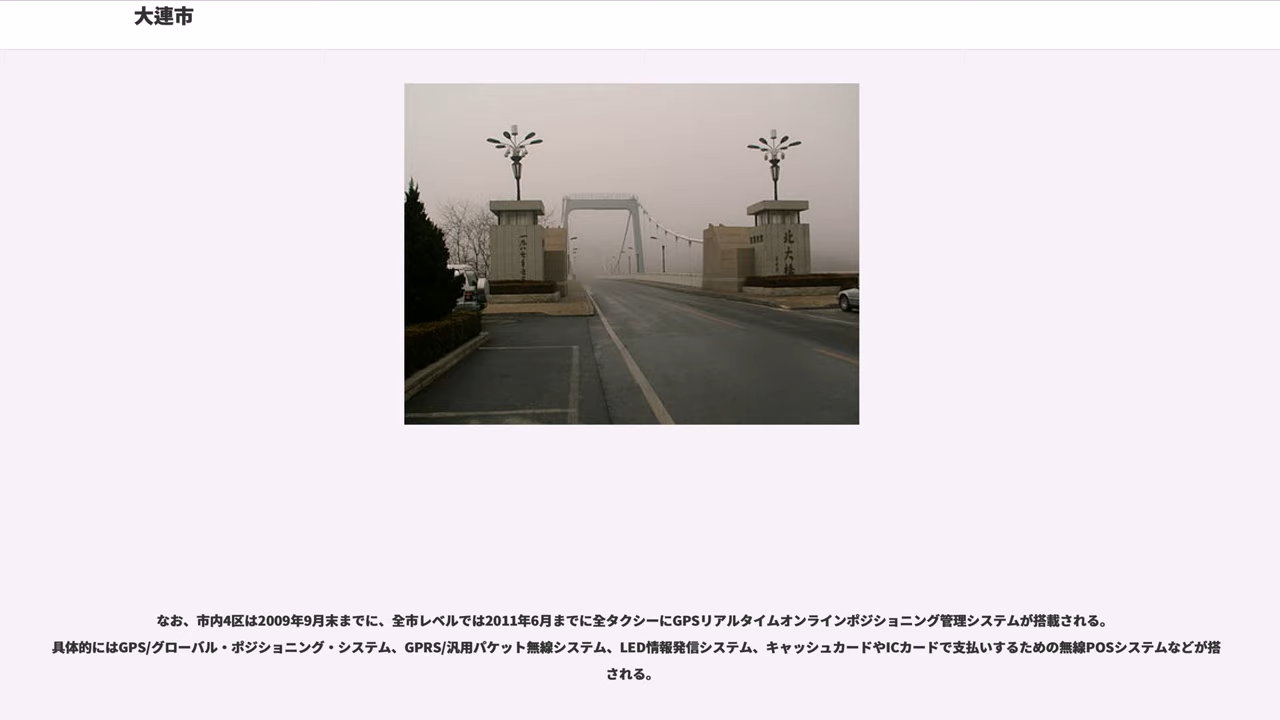 大連市
北大橋
なお、市内4区は2009年9月末までに、全市レベルでは2011年6月までに全タクシーにGPSリアルタイムオンラインポジショニング管理システムが搭載される。
具体的にはGPS/グローバル・ポジショニング・システム、GPRS/汎用パケット無線システム、LED情報発信システム、キャッシュカードやICカードで支払いするための無線POSシステムなどが搭
される。